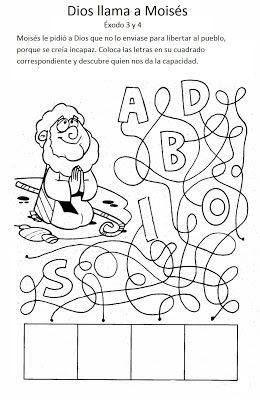 Dios llama a Moisés
Éxodo 3 y 4
Moisés le pidió a Dios que no lo enviase para libertar al pueblo,
porque se creía incapaz. Coloca las letras en su cuadrado
correspondiente y descubre quien nos da la capacidad.
A D
B
I O
S